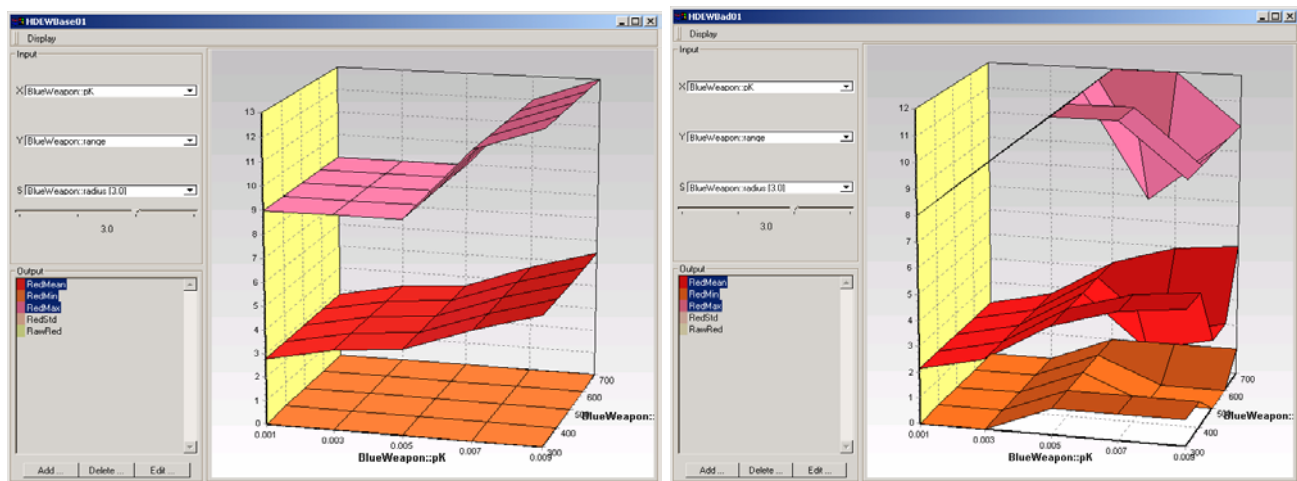 HDEWBase01
Display
Input
X BlueWeapon::pK
Y BlueWeapon::range
S BlueWeapon::radius [3.0]
3.0
Output
RedMean
RedMin
RedMax
RedStd
RawRed
Add ...
Delete ...
Edit ...
13
12
11
10
9
8
7
6
5
4
3
2
1
0
0.001
0.003
0.005
0.007
0.009
BlueWeapon::pK
300
400
500
600
700
BlueWeapon::
HDEWBad01
Display
Input
X BlueWeapon::pK
Y BlueWeapon::range
S BlueWeapon::radius [3.0]
3.0
Output
RedMean
RedMin
RedMax
RedStd
RawRed
Add ...
Delete ...
Edit ...
12
11
10
9
8
7
6
5
4
3
2
1
0
0.001
0.003
0.005
0.007
0.009
BlueWeapon::pK
400
600
700
BlueWeapon::